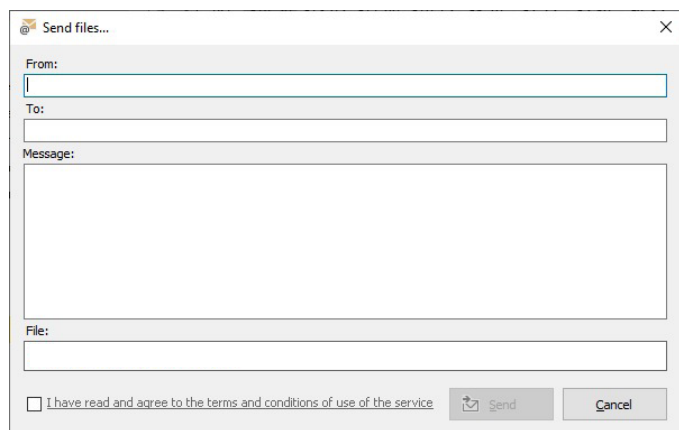 Send files...
From:
To:
Message:
File:
I have read and agree to the terms and conditions of use of the service
Send
Cancel